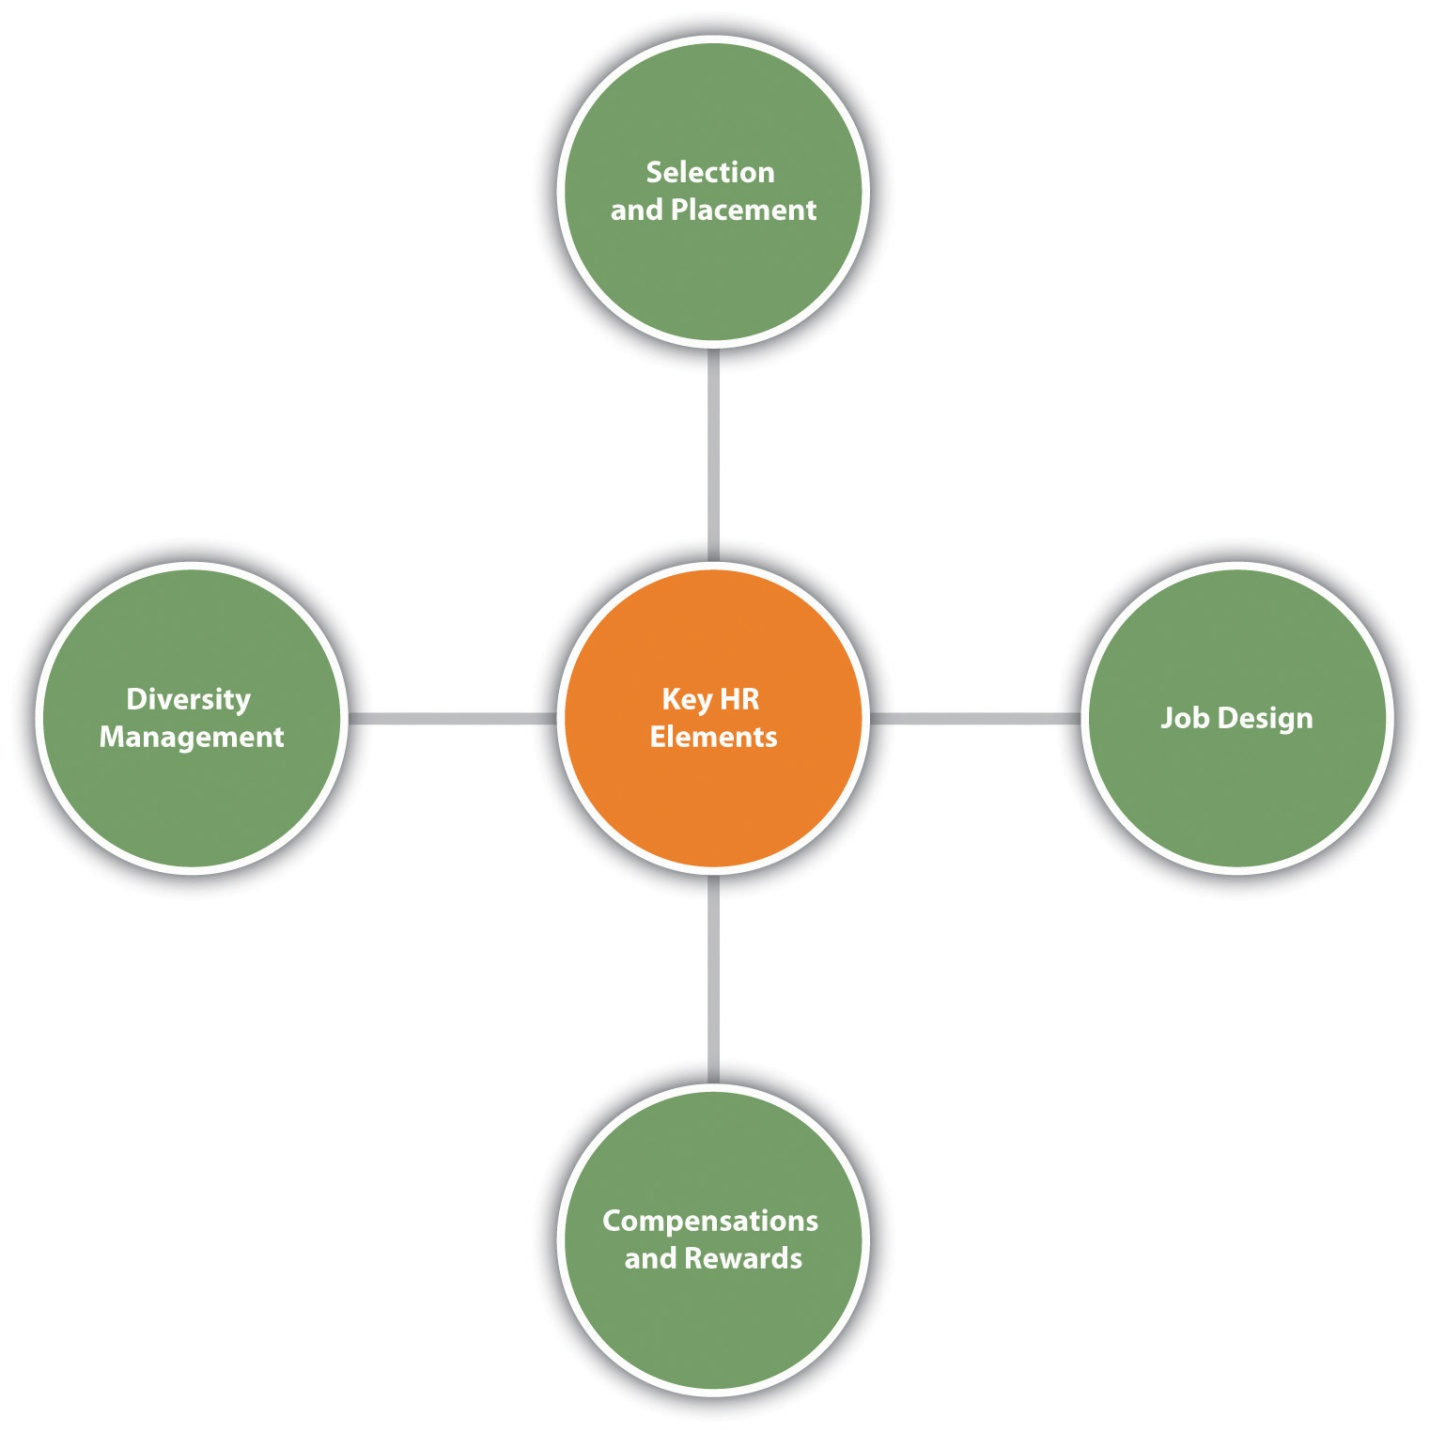 Selection
and Placement
Diversity
Management
Key HR
Elements
Job Design
Compensations
and Rewards